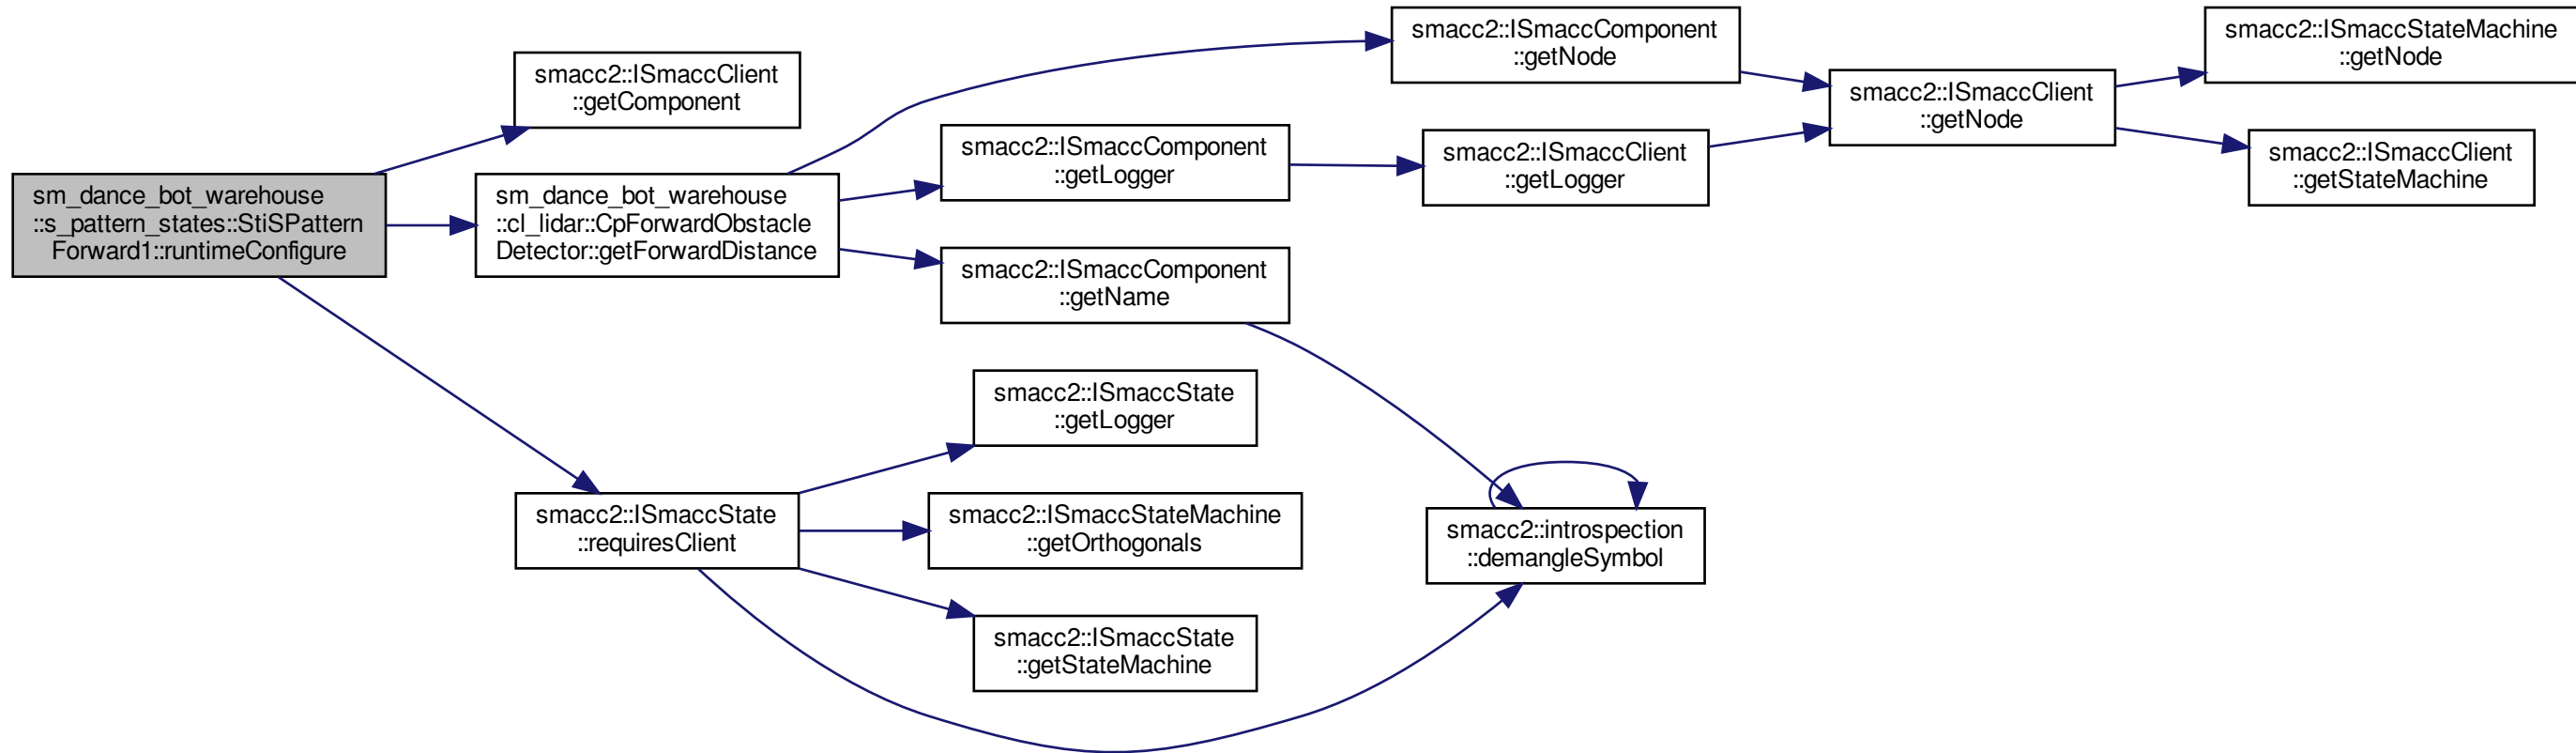 sm_dance_bot_warehouse
::s_pattern_states::StiSPattern
Forward1::runtimeConfigure
smacc2::ISmaccClient
::getComponent
sm_dance_bot_warehouse
::cl_lidar::CpForwardObstacle
Detector::getForwardDistance
smacc2::ISmaccState
::requiresClient
smacc2::ISmaccComponent
::getNode
smacc2::ISmaccComponent
::getLogger
smacc2::ISmaccComponent
::getName
smacc2::ISmaccClient
::getLogger
smacc2::ISmaccClient
::getNode
smacc2::ISmaccStateMachine
::getNode
smacc2::ISmaccClient
::getStateMachine
smacc2::ISmaccState
::getLogger
smacc2::ISmaccStateMachine
::getOrthogonals
smacc2::ISmaccState
::getStateMachine
smacc2::introspection
::demangleSymbol